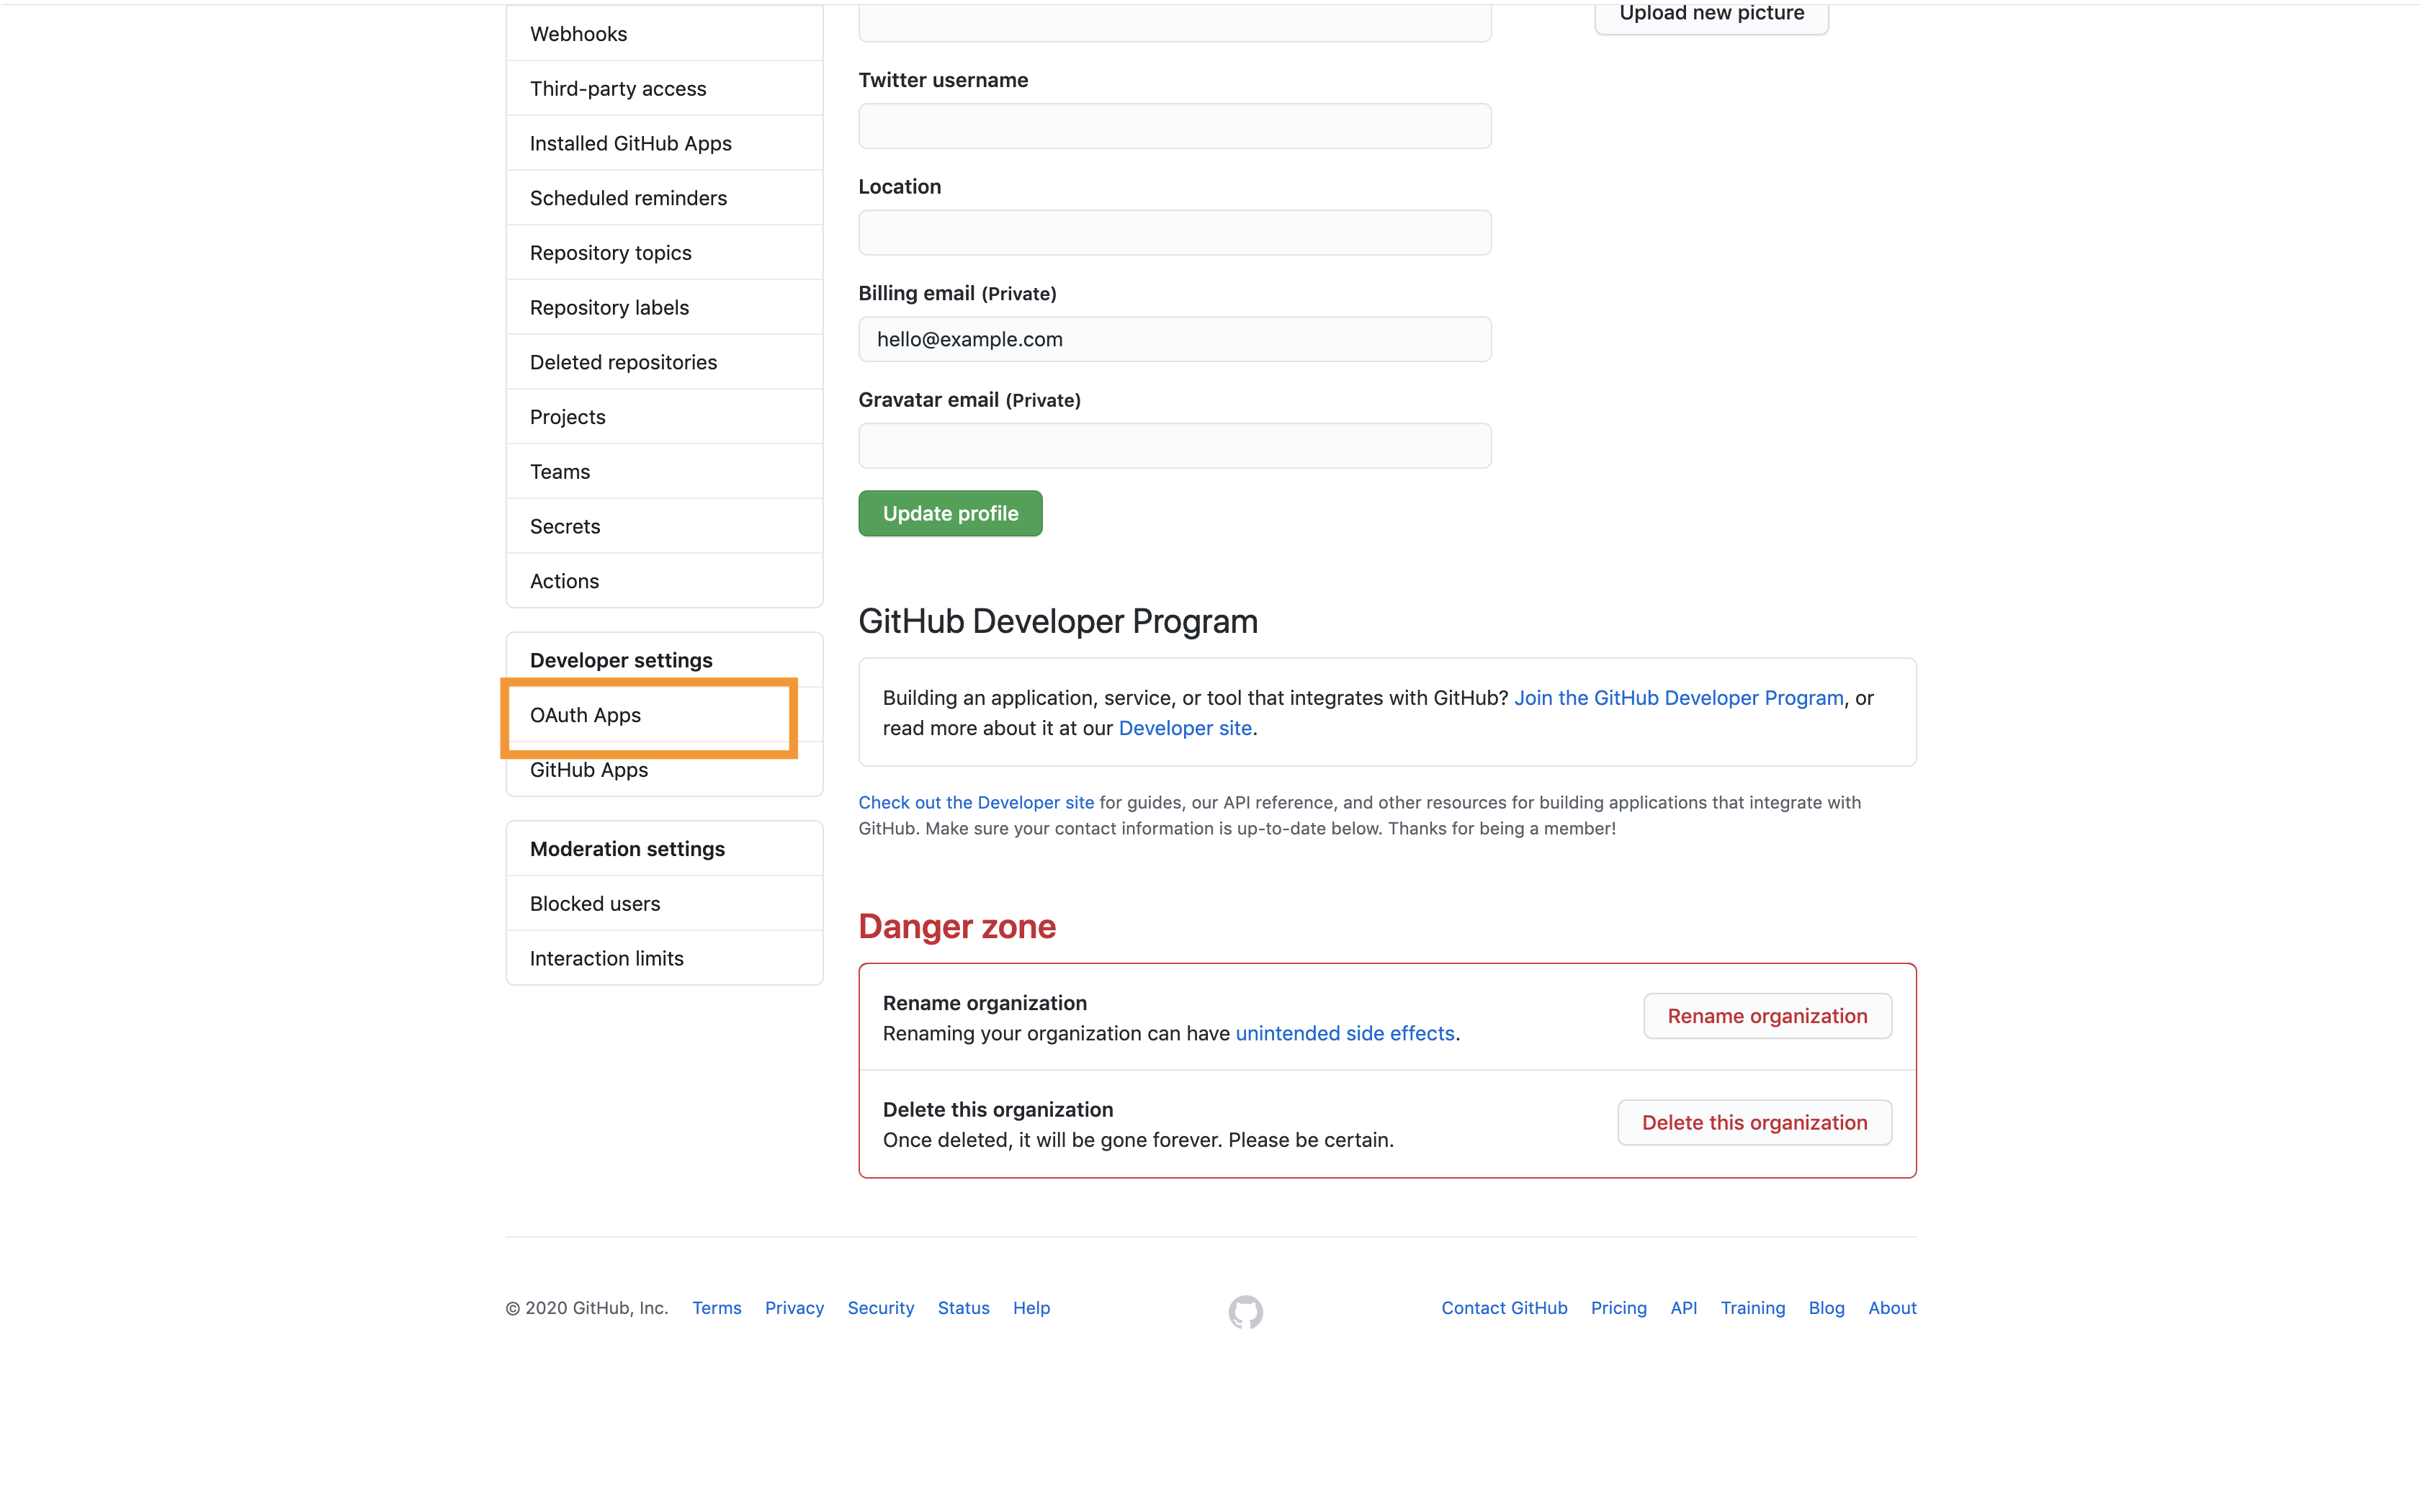 Webhooks
Third-party access
Installed GitHub Apps
Scheduled reminders
Repository topics
Repository labels
Deleted repositories
Projects
Teams
Secrets
Actions
Developer settings
OAuth Apps
GitHub Apps
Moderation settings
Blocked users
Interaction limits
Upload new picture
Twitter username
Location
Billing email (Private)
hello@example.com
Gravatar email (Private)
Update profile
GitHub Developer Program
Building an application, service, or tool that integrates with GitHub? Join the GitHub Developer Program, or
read more about it at our Developer site.
Check out the Developer site for guides, our API reference, and other resources for building applications that integrate with
GitHub. Make sure your contact information is up-to-date below. Thanks for being a member!
Danger zone
Rename organization
Renaming your organization can have unintended side effects.
Rename organization
Delete this organization
Once deleted, it will be gone forever. Please be certain.
Delete this organization
© 2020 GitHub, Inc. Terms Privacy Security Status Help Contact GitHub Pricing API Training Blog About